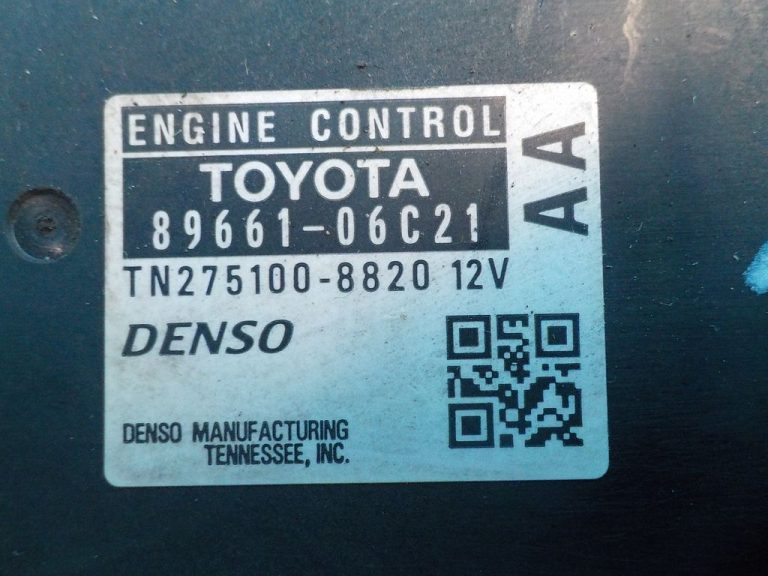 ENGINE CONTROL
TOYOTA
89661-06C21
AA
TN275100-8820 12V
DENSO
DENSO MANUFACTURING
TENNESSEE, INC.